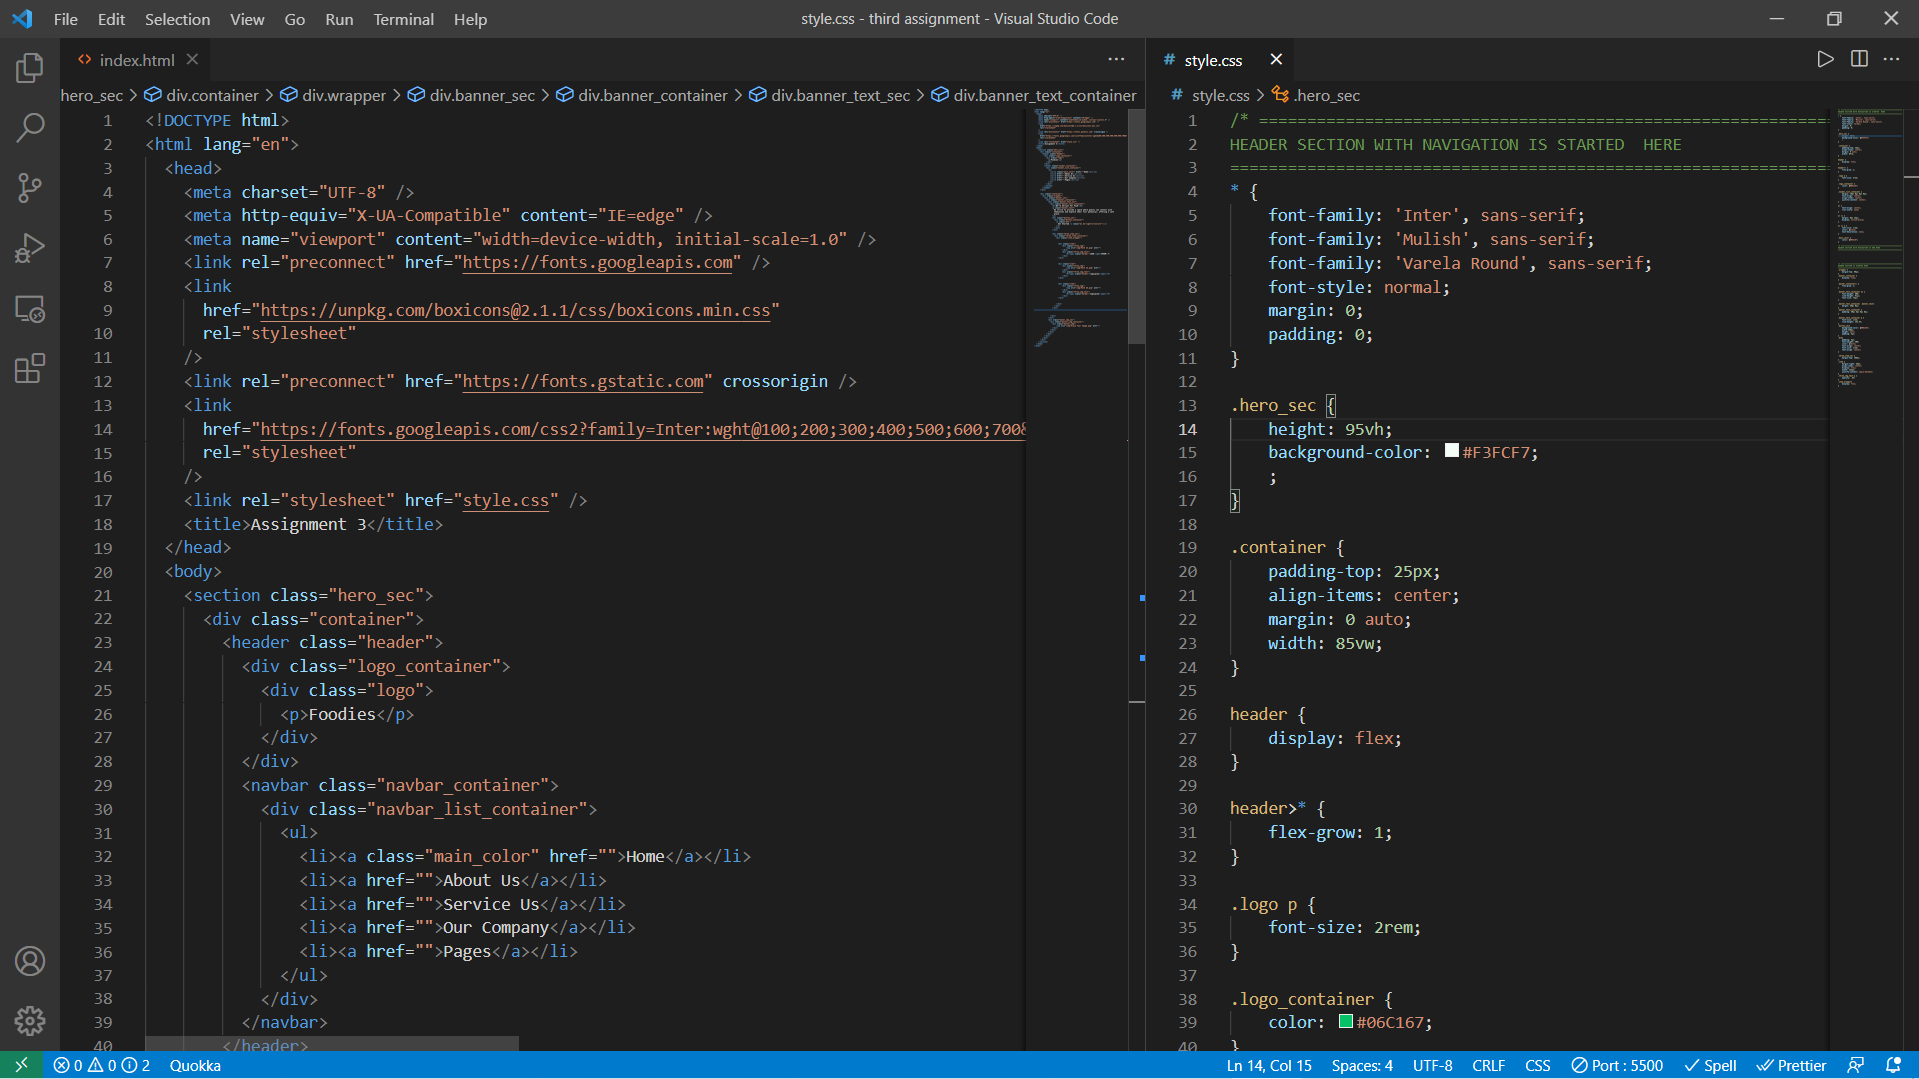 File Edit Selection View Go Run Terminal Help
style.css - third assignment - Visual Studio Code
index.html
hero_sec > div.container > div.wrapper > div.banner_sec > div.banner_container > div.banner_text_sec > div.banner_text_container
1 <!DOCTYPE html>
2 <html lang="en">
3 <head>
4 <meta charset="UTF-8" />
5 <meta http-equiv="X-UA-Compatible" content="IE=edge" />
6 <meta name="viewport" content="width=device-width, initial-scale=1.0" />
7 <link rel="preconnect" href="https://fonts.googleapis.com" />
8 <link
9 href="https://unpkg.com/boxicons@2.1.1/css/boxicons.min.css"
10 rel="stylesheet"
11 />
12 <link rel="preconnect" href="https://fonts.gstatic.com" crossorigin />
13 <link
14 href="https://fonts.googleapis.com/css2?family=Inter:wght@100;200;300;400;500;600;700&
15 rel="stylesheet"
16 />
17 <link rel="stylesheet" href="style.css" />
18 <title>Assignment 3</title>
19 </head>
20 <body>
21 <section class="hero_sec">
22 <div class="container">
23 <header class="header">
24 <div class="logo_container">
25 <div class="logo">
26 <p>Foodies</p>
27 </div>
28 </div>
29 <navbar class="navbar_container">
30 <div class="navbar_list_container">
31 <ul>
32 <li><a class="main_color" href="">Home</a></li>
33 <li><a href="">About Us</a></li>
34 <li><a href="">Service Us</a></li>
35 <li><a href="">Our Company</a></li>
36 <li><a href="">Pages</a></li>
37 </ul>
38 </div>
39 </navbar>
40 </header>
# style.css
# style.css > .hero_sec
1 /* ============================================================
2 HEADER SECTION WITH NAVIGATION IS STARTED  HERE
3 ===============================================================
4 * {
5 font-family: 'Inter', sans-serif;
6 font-family: 'Mulish', sans-serif;
7 font-family: 'Varela Round', sans-serif;
8 font-style: normal;
9 margin: 0;
10 padding: 0;
11 }
12
13 .hero_sec {
14 height: 95vh;
15 background-color: #F3FCF7;
16 ;
17 }
18
19 .container {
20 padding-top: 25px;
21 align-items: center;
22 margin: 0 auto;
23 width: 85vw;
24 }
25
26 header {
27 display: flex;
28 }
29
30 header>* {
31 flex-grow: 1;
32 }
33
34 .logo p {
35 font-size: 2rem;
36 }
37
38 .logo_container {
39 color: #06C167;
40 }
0 0 2 Quokka
Ln 14, Col 15 Spaces: 4 UTF-8 CRLF CSS Port : 5500 Spell Prettier